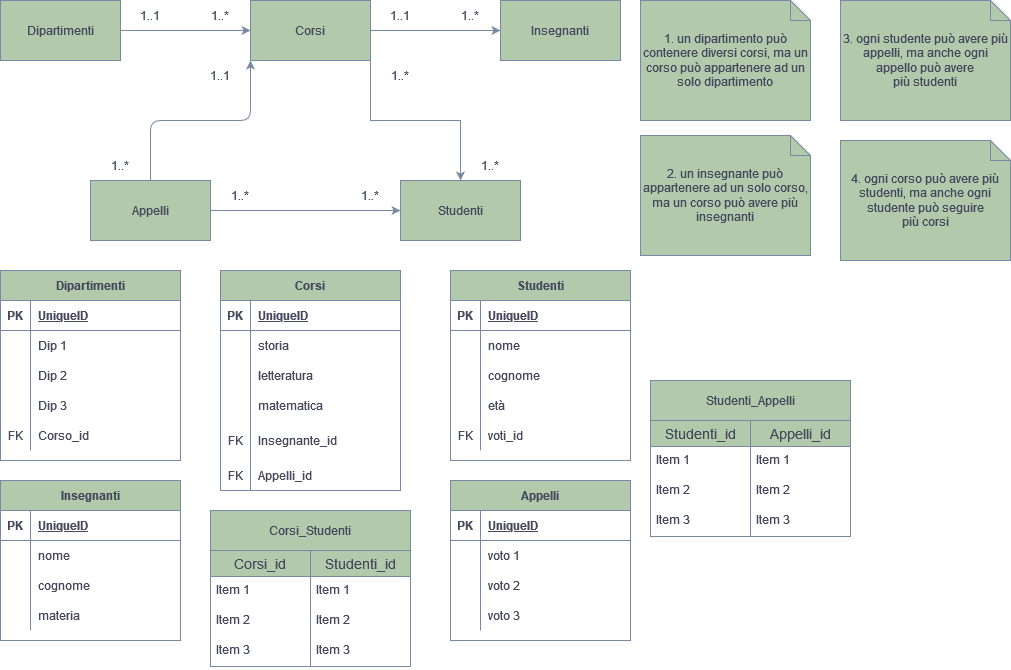 Dipartimenti
1..1
1..*
Corsi
1..1
1..*
Insegnanti
1..1
1..*
1..*
1..*
Appelli
1..*
1..*
Studenti
1. un dipartimento può
contenere diversi corsi, ma un
corso può appartenere ad un
solo dipartimento
3. ogni studente può avere più
appelli, ma anche ogni
appello può avere
più studenti
2. un insegnante può
appartenere ad un solo corso,
ma un corso può avere più
insegnanti
4. ogni corso può avere più
studenti, ma anche ogni
studente può seguire
più corsi
Dipartimenti
PK UniqueID
Dip 1
Dip 2
Dip 3
FK Corso_id
Corsi
PK UniqueID
storia
letteratura
matematica
FK Insegnante_id
FK Appelli_id
Studenti
PK UniqueID
nome
cognome
età
FK voti_id
Studenti_Appelli
Studenti_id Appelli_id
Item 1 Item 1
Item 2 Item 2
Item 3 Item 3
Insegnanti
PK UniqueID
nome
cognome
materia
Corsi_Studenti
Corsi_id Studenti_id
Item 1 Item 1
Item 2 Item 2
Item 3 Item 3
Appelli
PK UniqueID
voto 1
voto 2
voto 3